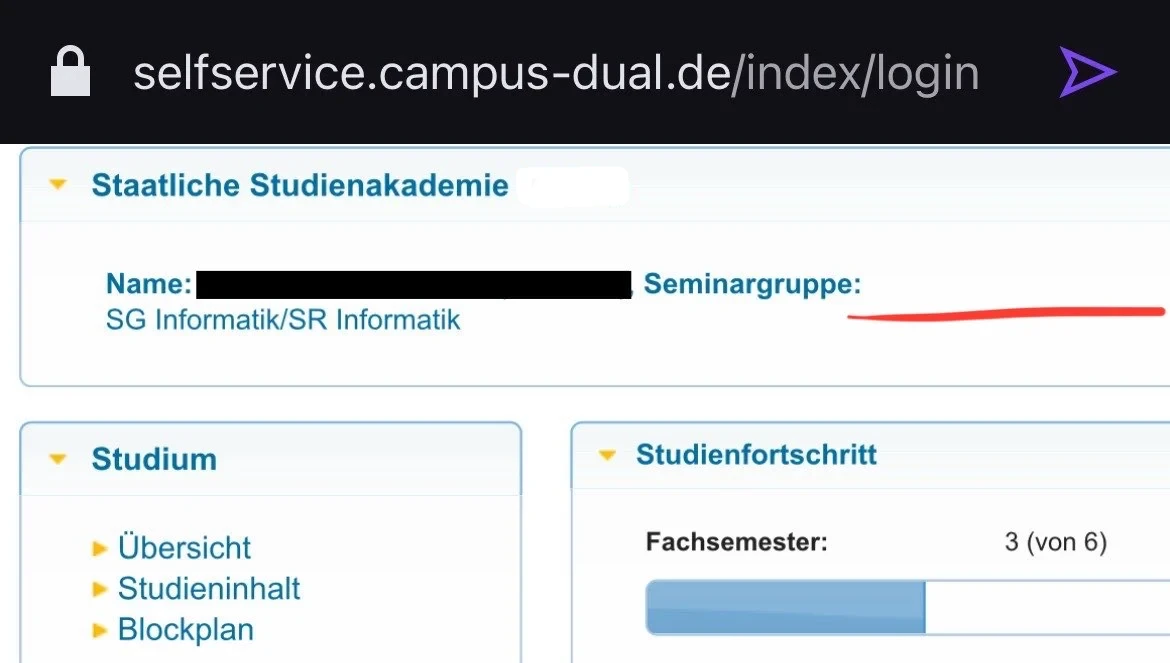 selfservice.campus-dual.de/index/login
Staatliche Studienakademie
Name: , Seminargruppe:
SG Informatik/SR Informatik
Studium
Studienfortschritt
Fachsemester: 3 (von 6)
Übersicht
Studieninhalt
Blockplan